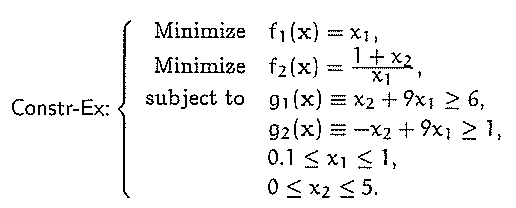 Minimize f₁(x) = x₁,
Minimize f₂(x) = (1 + x₂)/x₁,
Constr-Ex: subject to g₁(x) ≡ x₂ + 9x₁ ≥ 6,
g₂(x) ≡ −x₂ + 9x₁ ≥ 1,
0.1 ≤ x₁ ≤ 1,
0 ≤ x₂ ≤ 5.